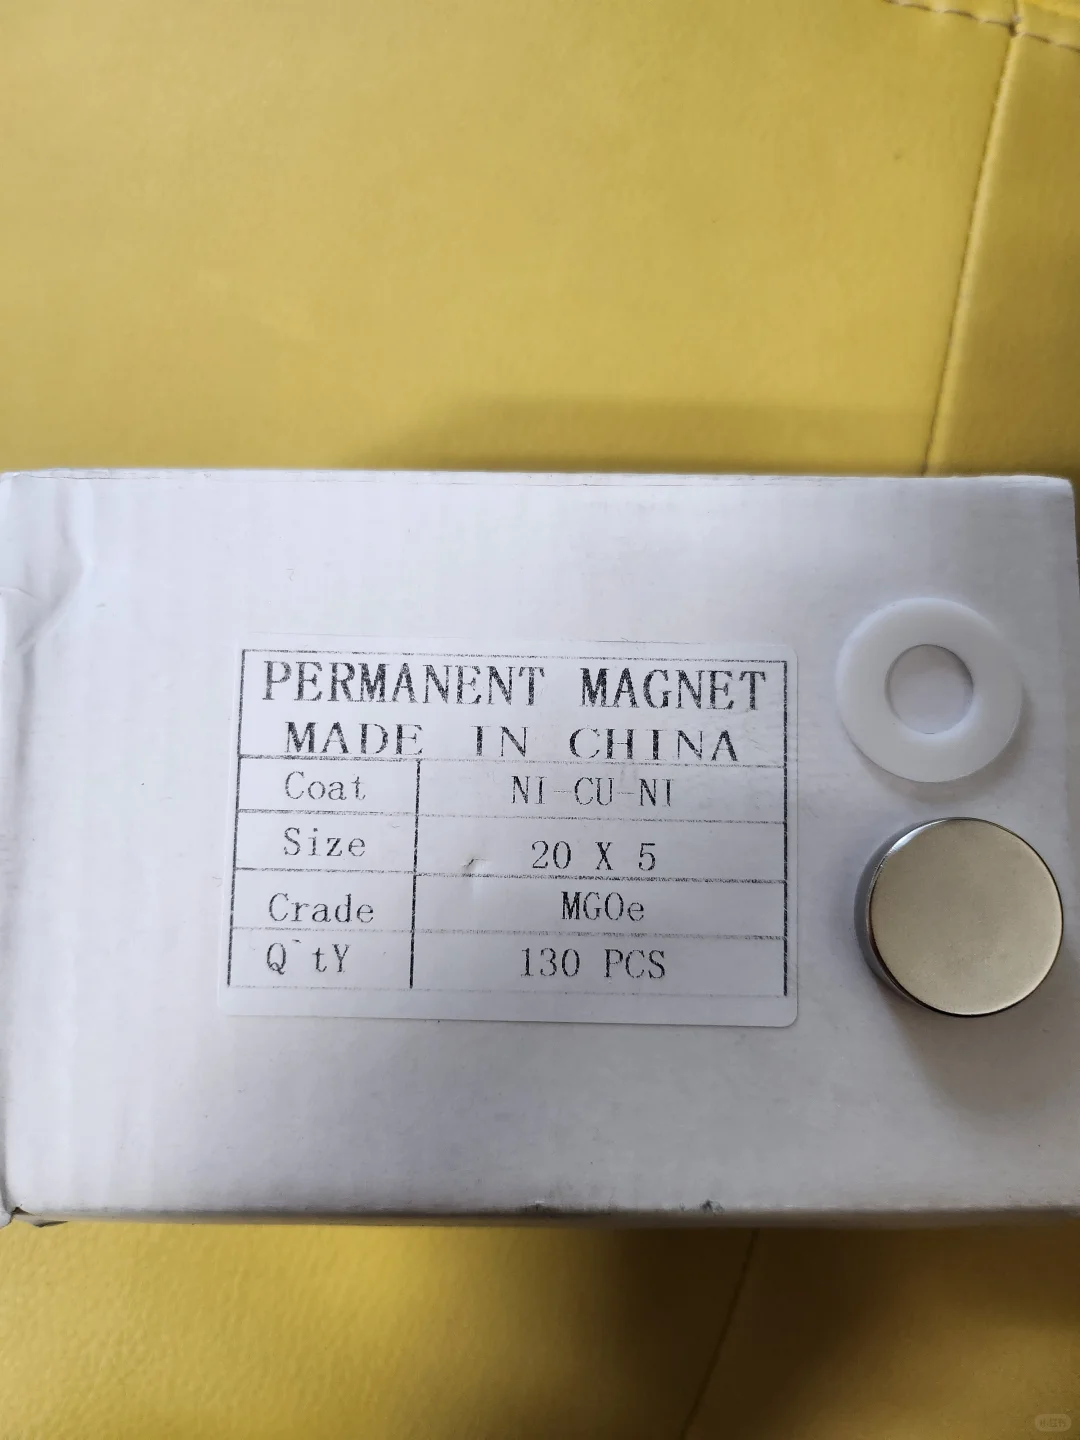 PERMANENT MAGNET
MADE IN CHINA
Coat NI-CU-NI
Size 20 X 5
Crade MGOe
Q`tY 130 PCS